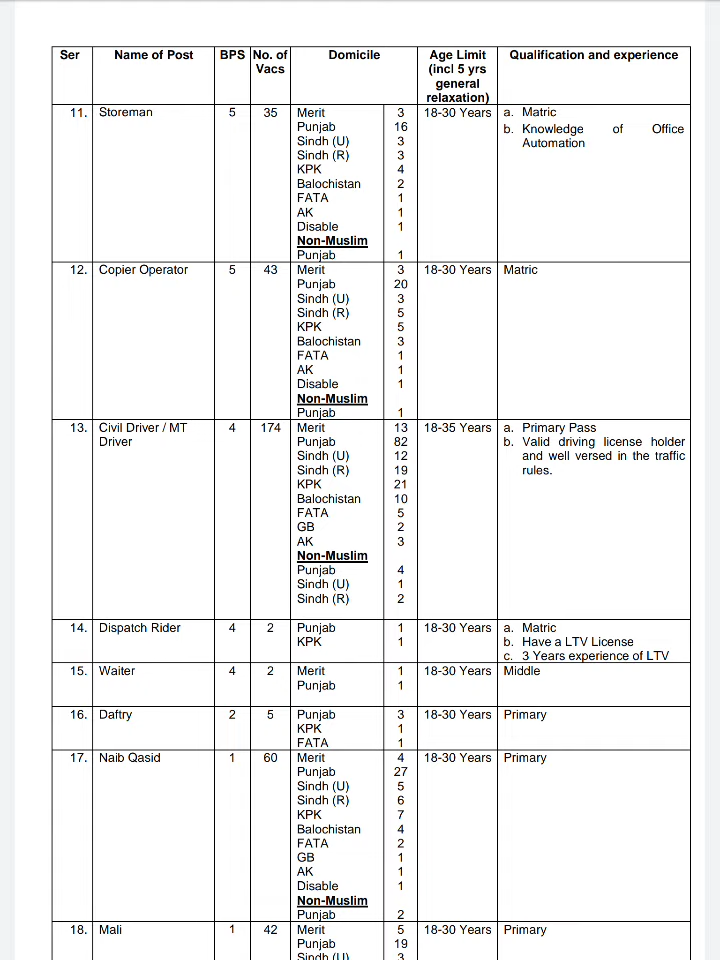 Ser Name of Post BPS No. of Vacs Domicile Age Limit (incl 5 yrs general relaxation) Qualification and experience
11. Storeman 5 35 Merit 3 18-30 Years a. Matric
Punjab 16 b. Knowledge of Office
Sindh (U) 3 Automation
Sindh (R) 3
KPK 4
Balochistan 2
FATA 1
AK 1
Disable 1
Non-Muslim
Punjab 1
12. Copier Operator 5 43 Merit 3 18-30 Years Matric
Punjab 20
Sindh (U) 3
Sindh (R) 5
KPK 5
Balochistan 3
FATA 1
AK 1
Disable 1
Non-Muslim
Punjab 1
13. Civil Driver / MT 4 174 Merit 13 18-35 Years a. Primary Pass
Driver Punjab 82 b. Valid driving license holder
Sindh (U) 12 and well versed in the traffic
Sindh (R) 19 rules.
KPK 21
Balochistan 10
FATA 5
GB 2
AK 3
Non-Muslim
Punjab 4
Sindh (U) 1
Sindh (R) 2
14. Dispatch Rider 4 2 Punjab 1 18-30 Years a. Matric
KPK 1 b. Have a LTV License
c. 3 Years experience of LTV
15. Waiter 4 2 Merit 1 18-30 Years Middle
Punjab 1
16. Daftry 2 5 Punjab 3 18-30 Years Primary
KPK 1
FATA 1
17. Naib Qasid 1 60 Merit 4 18-30 Years Primary
Punjab 27
Sindh (U) 5
Sindh (R) 6
KPK 7
Balochistan 4
FATA 2
GB 1
AK 1
Disable 1
Non-Muslim
Punjab 2
18. Mali 1 42 Merit 5 18-30 Years Primary
Punjab 19
Sindh (U) 3